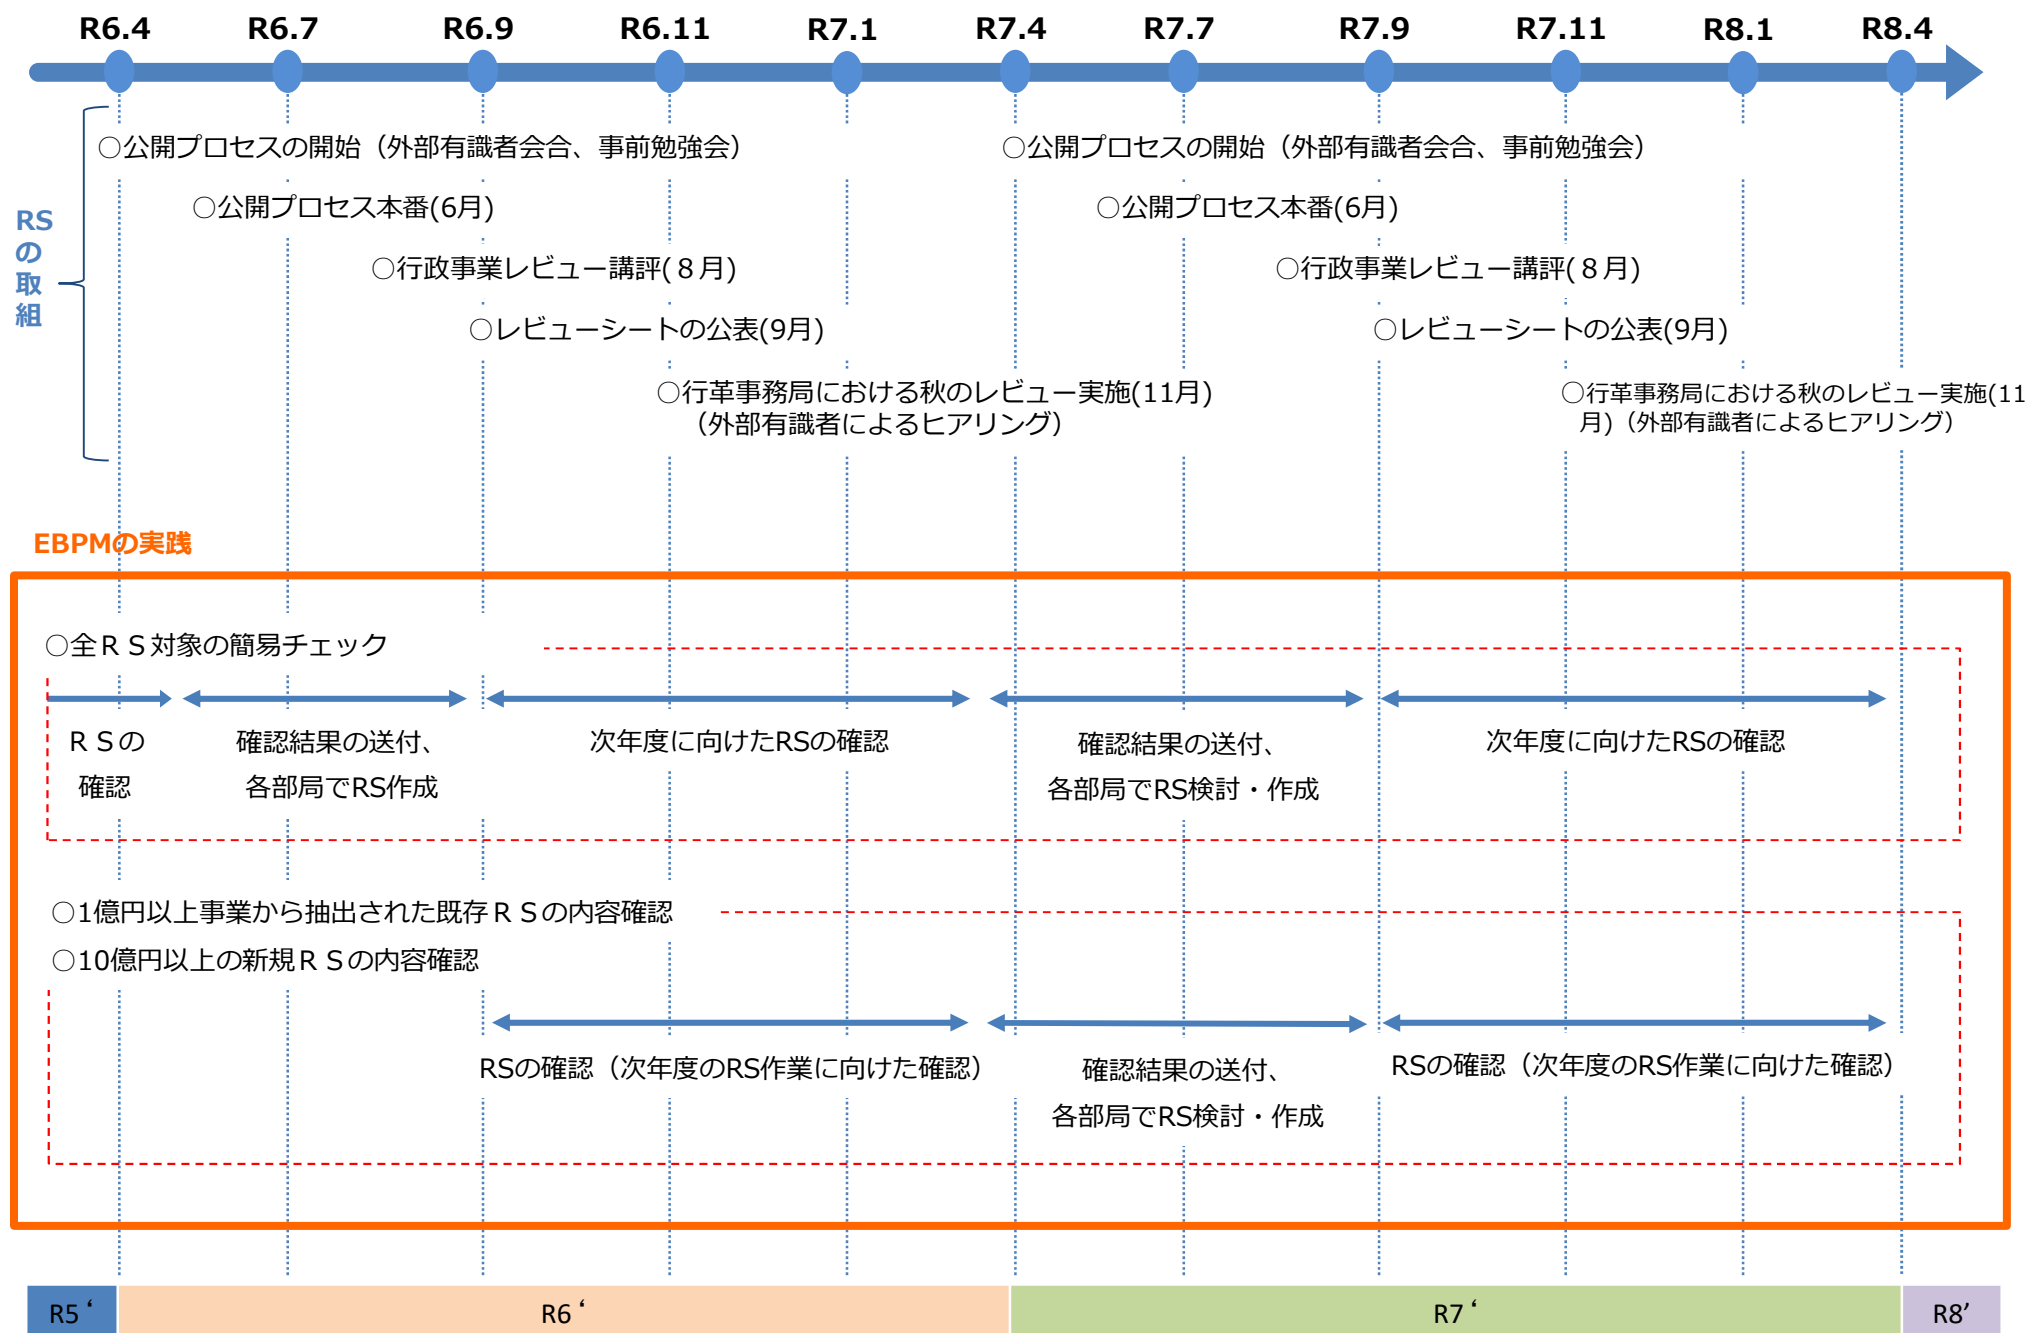 R6.4 R6.7 R6.9 R6.11 R7.1 R7.4 R7.7 R7.9 R7.11 R8.1 R8.4
RS
の
取
組
○公開プロセスの開始（外部有識者会合、事前勉強会）
○公開プロセス本番(6月)
○行政事業レビュー講評(８月)
○レビューシートの公表(9月)
○行革事務局における秋のレビュー実施(11月)
（外部有識者によるヒアリング）
○公開プロセスの開始（外部有識者会合、事前勉強会）
○公開プロセス本番(6月)
○行政事業レビュー講評(８月)
○レビューシートの公表(9月)
○行革事務局における秋のレビュー実施(11
月)（外部有識者によるヒアリング）
EBPMの実践
○全ＲＳ対象の簡易チェック
ＲＳの
確認
確認結果の送付、
各部局でRS作成
次年度に向けたRSの確認
確認結果の送付、
各部局でRS検討・作成
次年度に向けたRSの確認
○1億円以上事業から抽出された既存ＲＳの内容確認
○10億円以上の新規ＲＳの内容確認
RSの確認（次年度のRS作業に向けた確認）
確認結果の送付、
各部局でRS検討・作成
RSの確認（次年度のRS作業に向けた確認）
R5‘ R6‘ R7‘ R8’